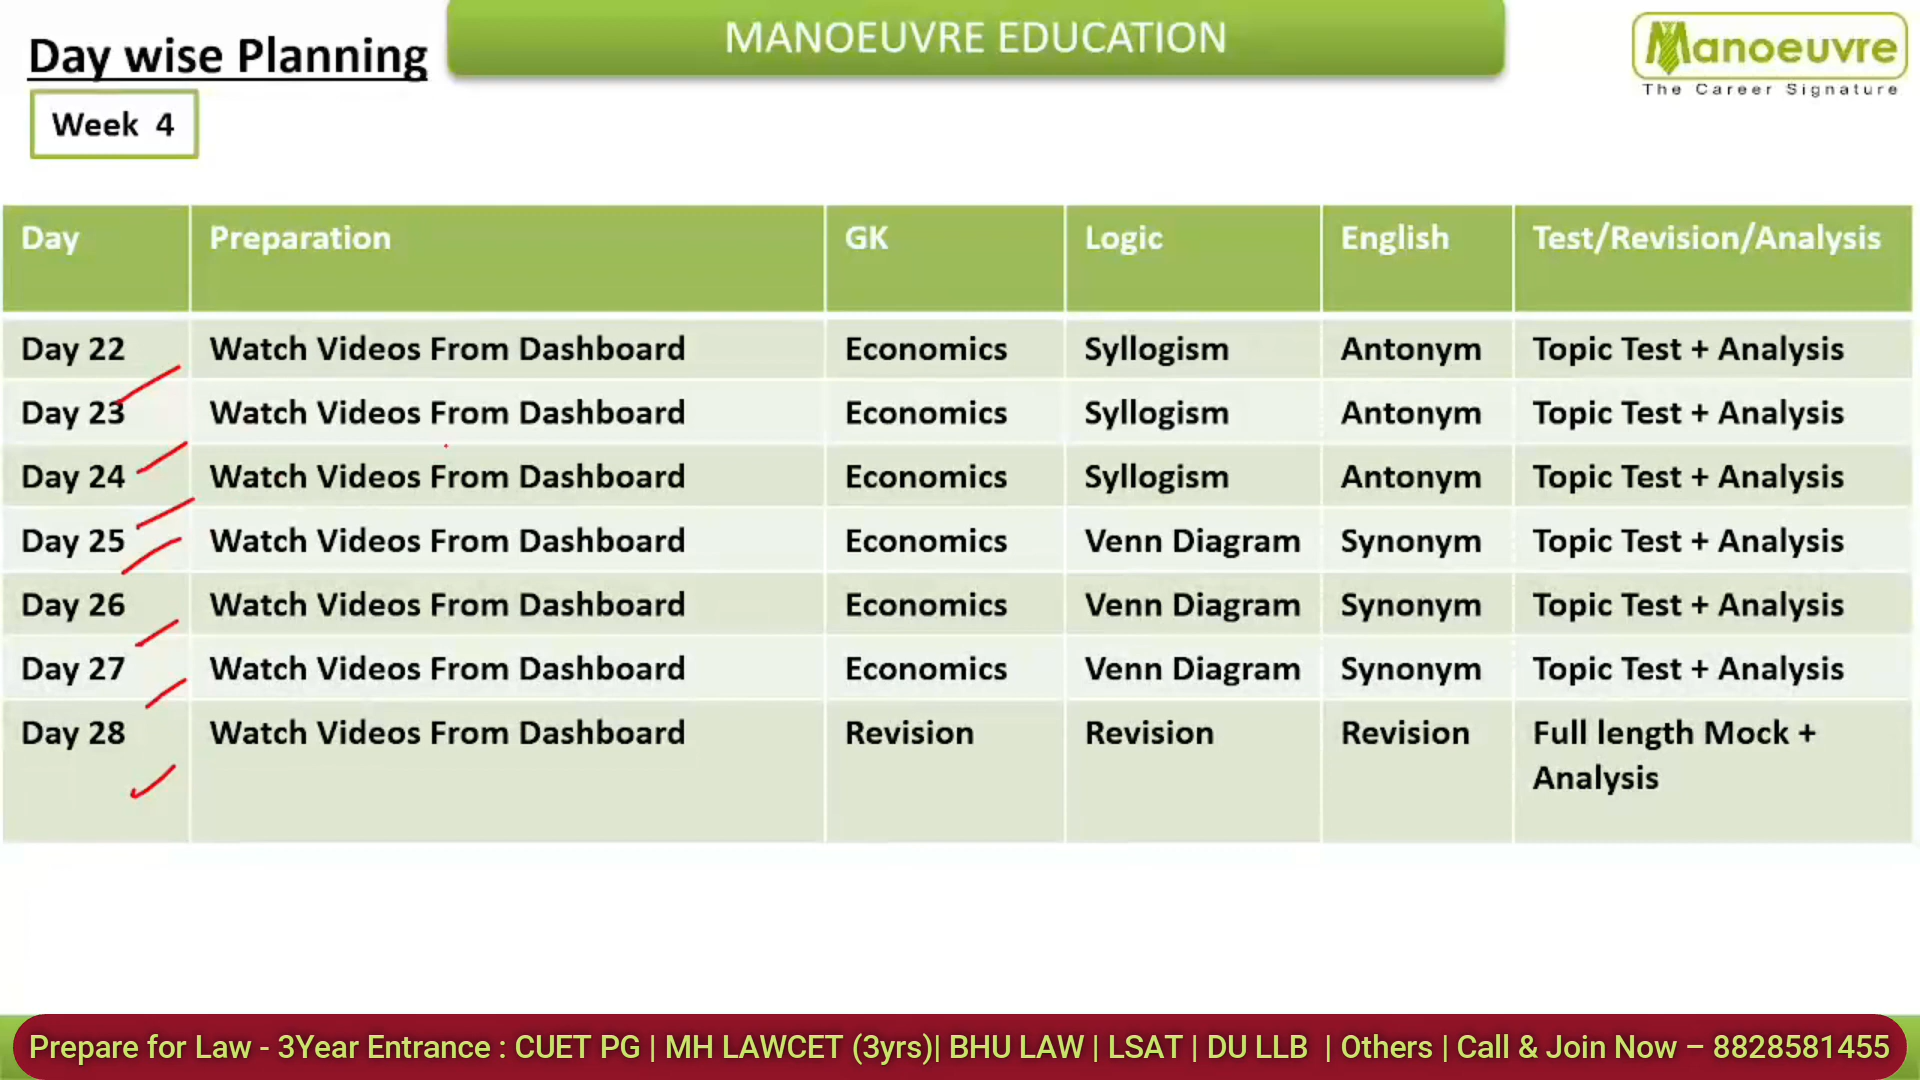 MANOEUVRE EDUCATION
Manoeuvre
The Career Signature
Day wise Planning
Week 4
Day Preparation GK Logic English Test/Revision/Analysis
Day 22 Watch Videos From Dashboard Economics Syllogism Antonym Topic Test + Analysis
Day 23 Watch Videos From Dashboard Economics Syllogism Antonym Topic Test + Analysis
Day 24 Watch Videos From Dashboard Economics Syllogism Antonym Topic Test + Analysis
Day 25 Watch Videos From Dashboard Economics Venn Diagram Synonym Topic Test + Analysis
Day 26 Watch Videos From Dashboard Economics Venn Diagram Synonym Topic Test + Analysis
Day 27 Watch Videos From Dashboard Economics Venn Diagram Synonym Topic Test + Analysis
Day 28 Watch Videos From Dashboard Revision Revision Revision Full length Mock +
Analysis
Prepare for Law - 3Year Entrance : CUET PG | MH LAWCET (3yrs)| BHU LAW | LSAT | DU LLB | Others | Call & Join Now – 8828581455